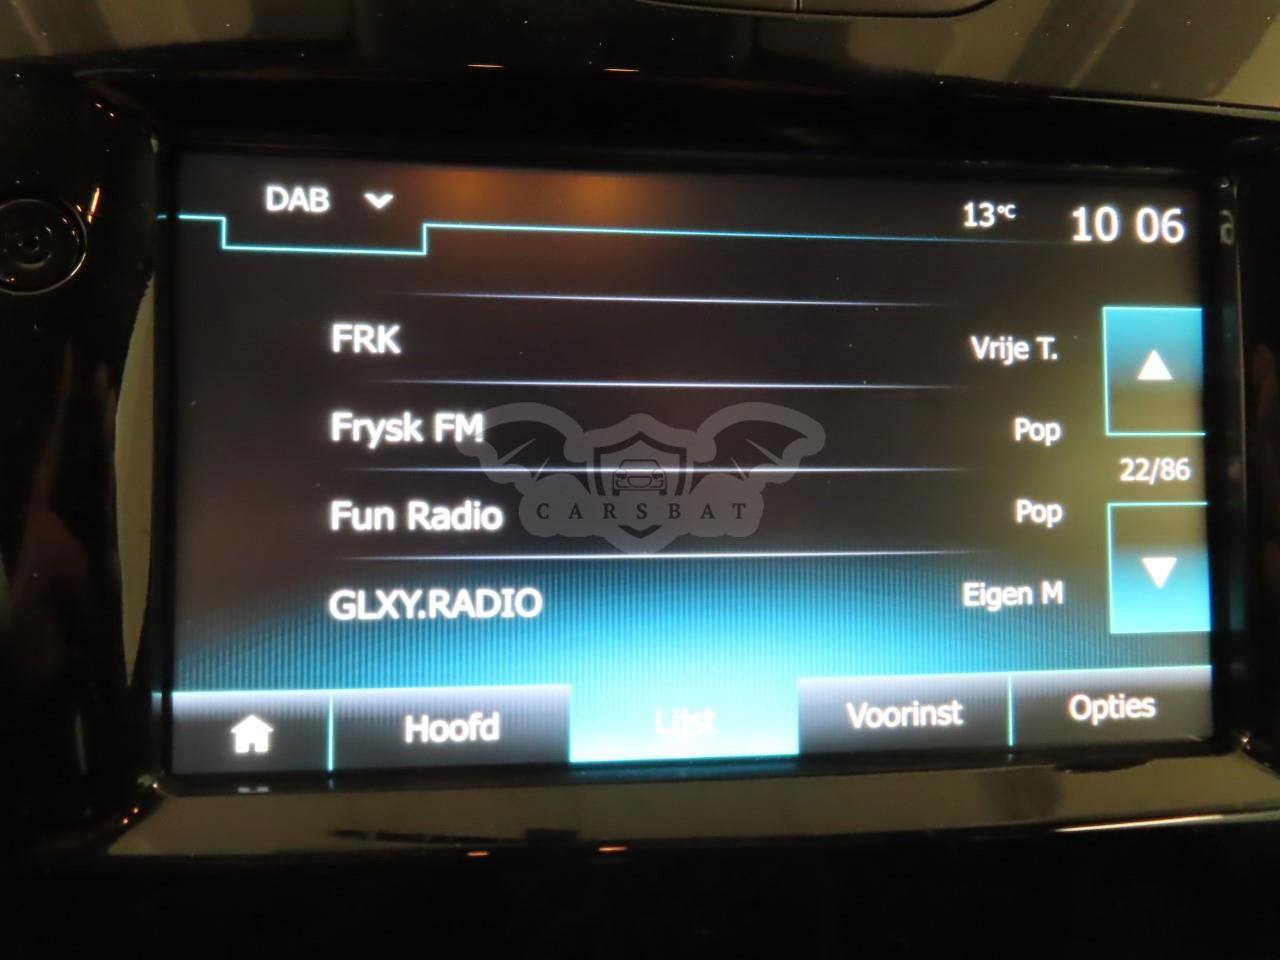 DAB
13°C
10 06
FRK
Vrije T.
Frysk FM
Pop
22/86
CARSBAT
Fun Radio
Pop
GLXY.RADIO
Eigen M
Hoofd
Lijst
Voorinst
Opties